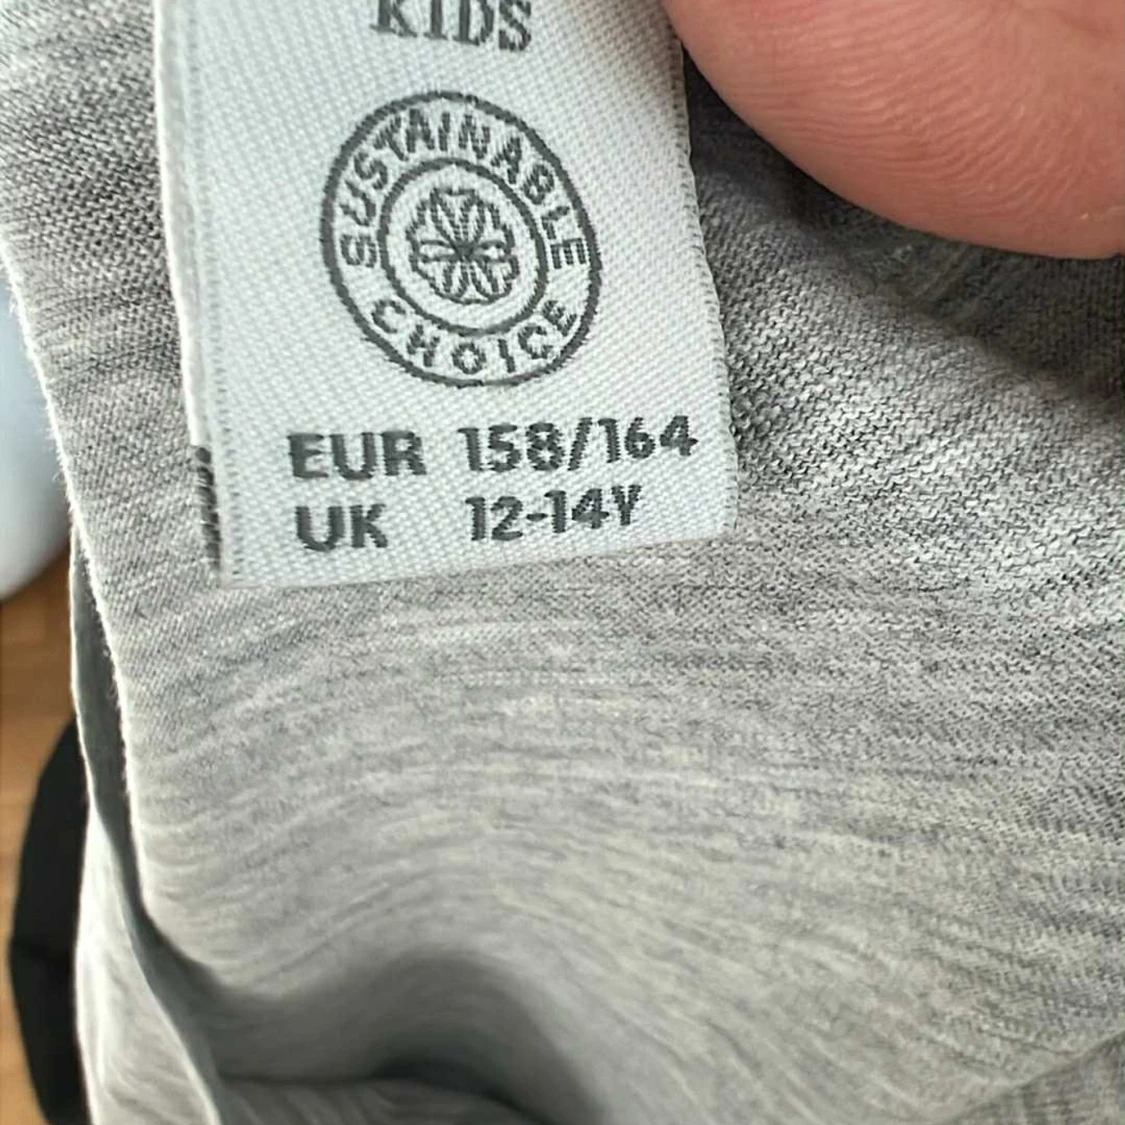 KIDS
SUSTAINABLE
CHOICE
EUR 158/164
UK 12-14Y